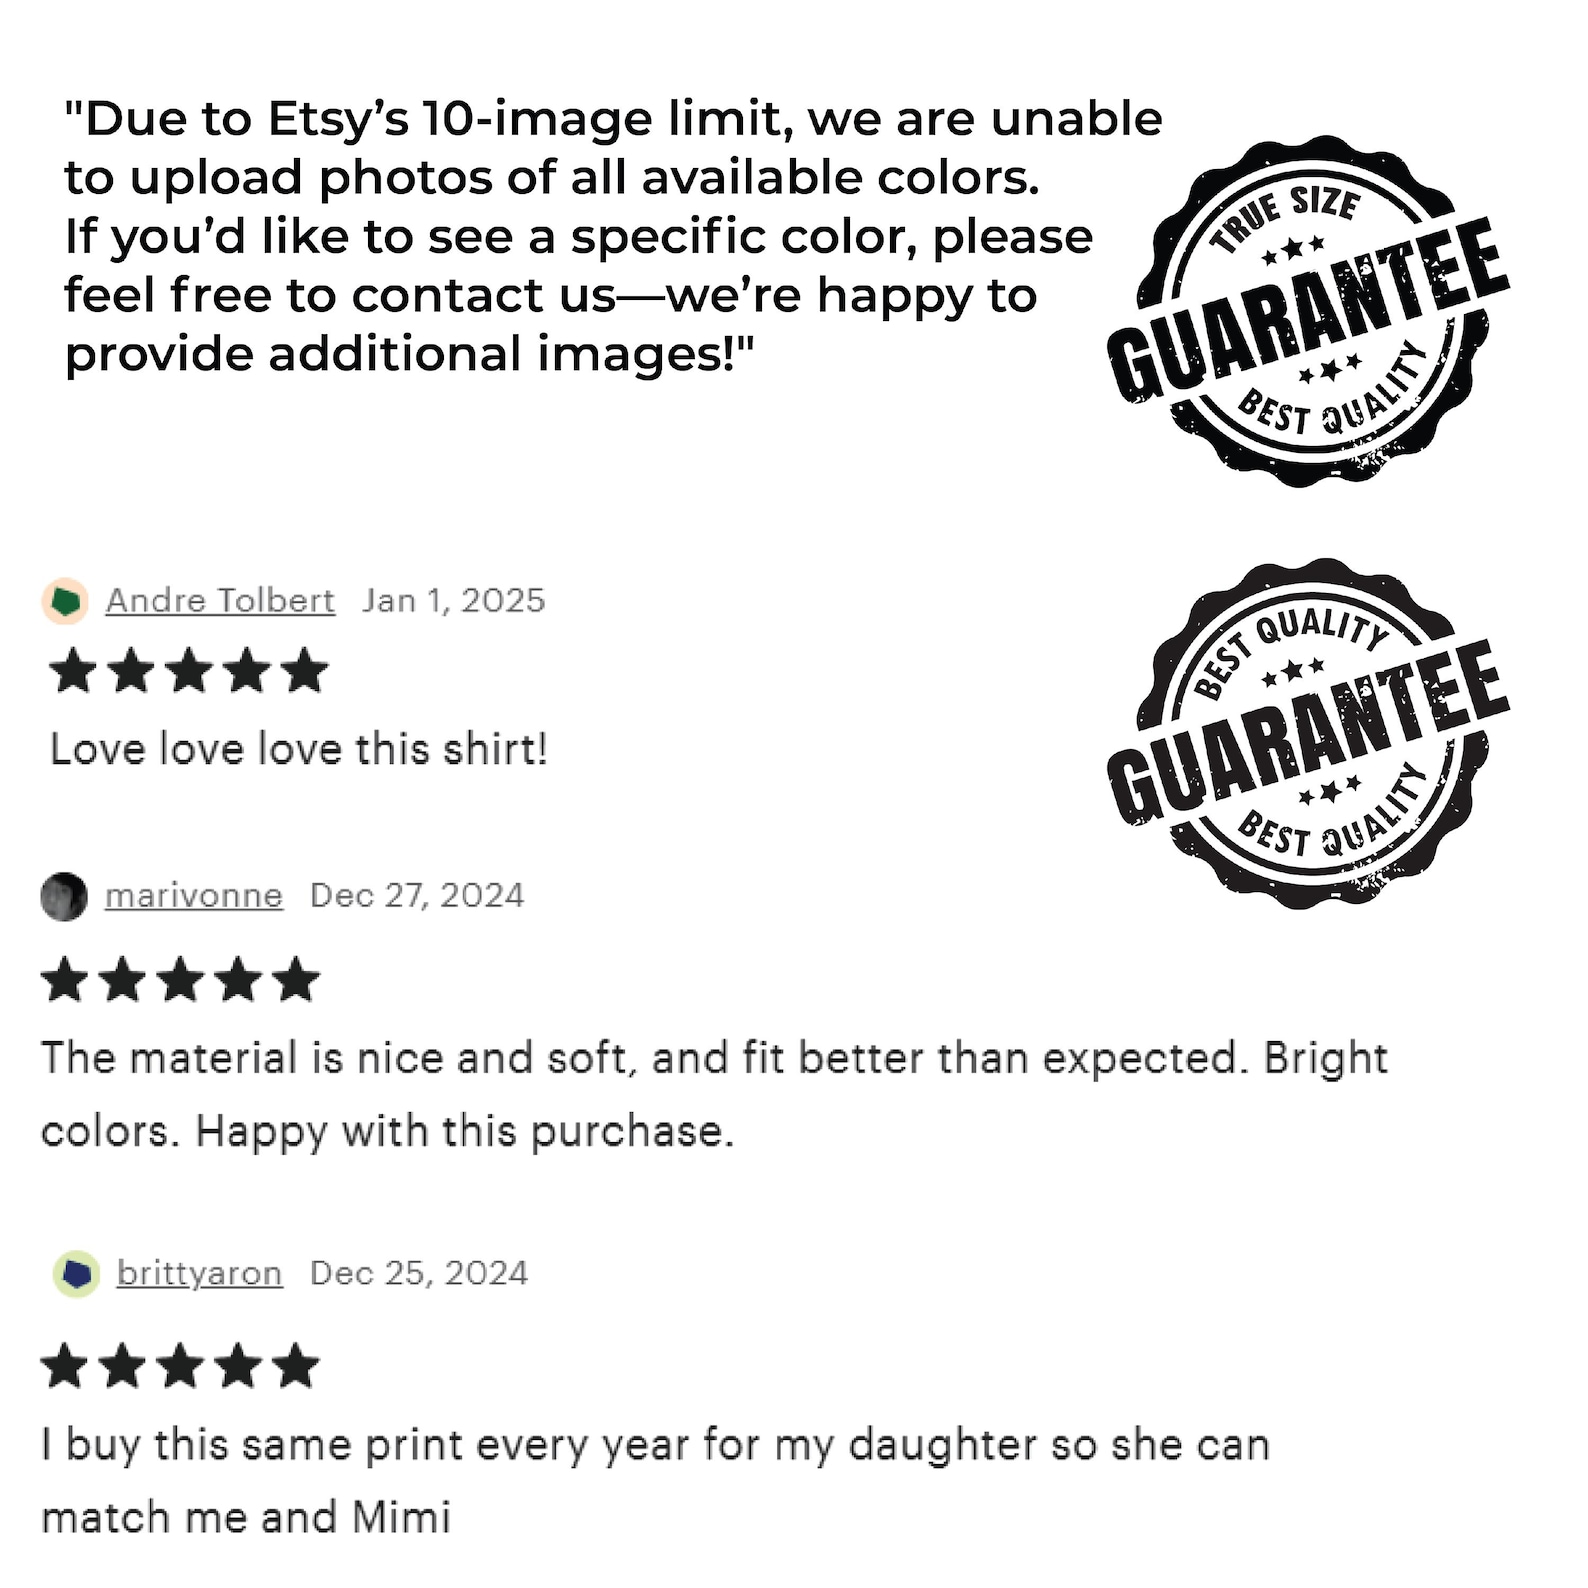 "Due to Etsy’s 10-image limit, we are unable
to upload photos of all available colors.
If you’d like to see a specific color, please
feel free to contact us—we’re happy to
provide additional images!"
TRUE SIZE
GUARANTEE
BEST QUALITY
Andre Tolbert Jan 1, 2025
Love love love this shirt!
BEST QUALITY
GUARANTEE
BEST QUALITY
marivonne Dec 27, 2024
The material is nice and soft, and fit better than expected. Bright
colors. Happy with this purchase.
brittyaron Dec 25, 2024
I buy this same print every year for my daughter so she can
match me and Mimi